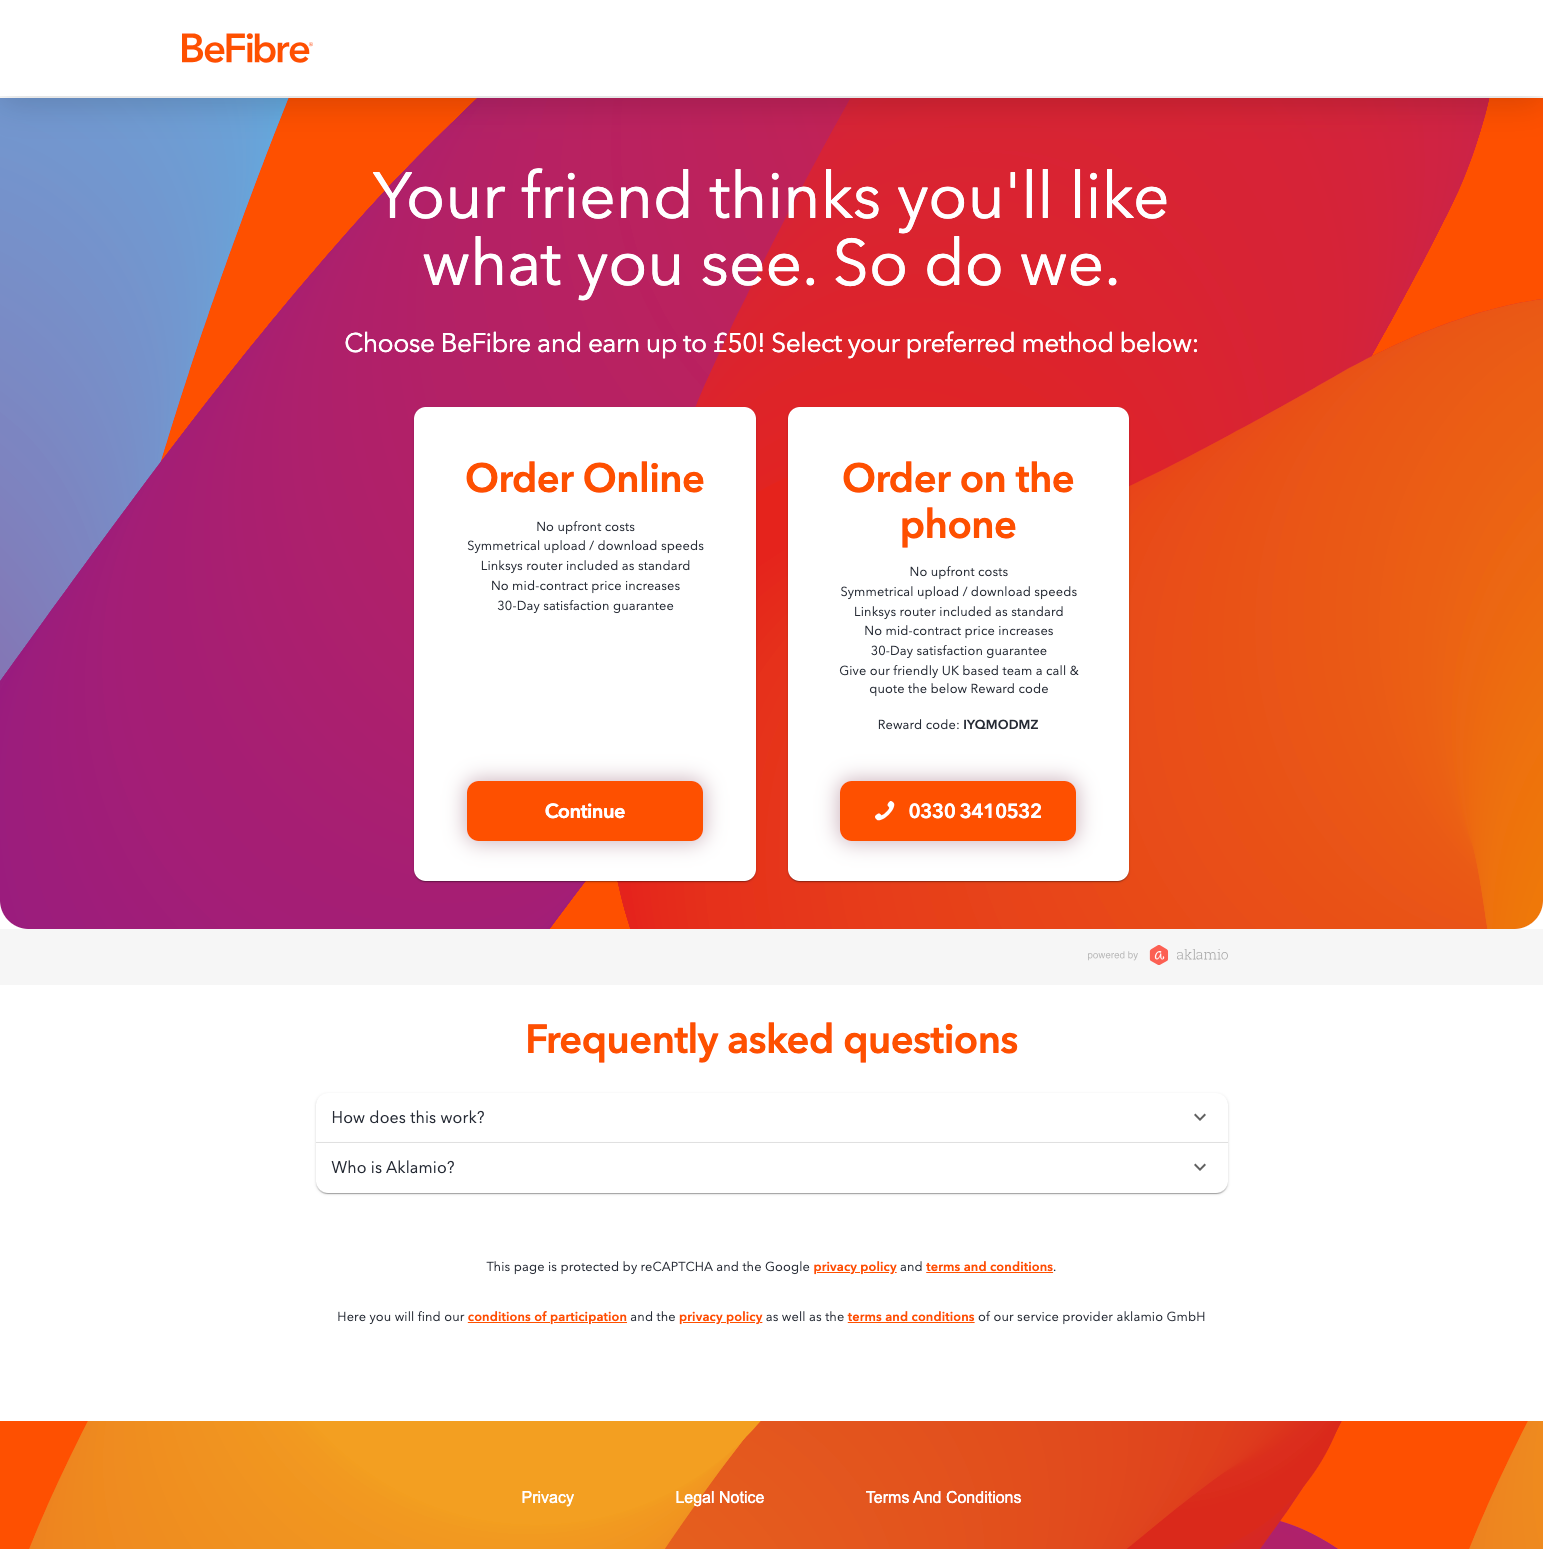 BeFibre
Your friend thinks you'll like
what you see. So do we.
Choose BeFibre and earn up to £50! Select your preferred method below:
Order Online
No upfront costs
Symmetrical upload / download speeds
Linksys router included as standard
No mid-contract price increases
30-Day satisfaction guarantee
Continue
Order on the
phone
No upfront costs
Symmetrical upload / download speeds
Linksys router included as standard
No mid-contract price increases
30-Day satisfaction guarantee
Give our friendly UK based team a call &
quote the below Reward code
Reward code: IYQMODMZ
0330 3410532
powered by aklamio
Frequently asked questions
How does this work?
Who is Aklamio?
This page is protected by reCAPTCHA and the Google privacy policy and terms and conditions.
Here you will find our conditions of participation and the privacy policy as well as the terms and conditions of our service provider aklamio GmbH
Privacy
Legal Notice
Terms And Conditions